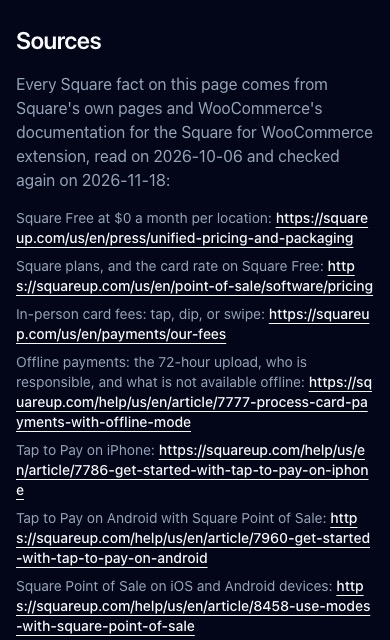 Sources
Every Square fact on this page comes from
Square's own pages and WooCommerce's
documentation for the Square for WooCommerce
extension, read on 2026-10-06 and checked
again on 2026-11-18:
Square Free at $0 a month per location: https://square
up.com/us/en/press/unified-pricing-and-packaging
Square plans, and the card rate on Square Free: http
s://squareup.com/us/en/point-of-sale/software/pricing
In-person card fees: tap, dip, or swipe: https://squareu
p.com/us/en/payments/our-fees
Offline payments: the 72-hour upload, who is
responsible, and what is not available offline: https://sq
uareup.com/help/us/en/article/7777-process-card-pa
yments-with-offline-mode
Tap to Pay on iPhone: https://squareup.com/help/us/e
n/article/7786-get-started-with-tap-to-pay-on-iphon
e
Tap to Pay on Android with Square Point of Sale: http
s://squareup.com/help/us/en/article/7960-get-started
-with-tap-to-pay-on-android
Square Point of Sale on iOS and Android devices: http
s://squareup.com/help/us/en/article/8458-use-modes
-with-square-point-of-sale